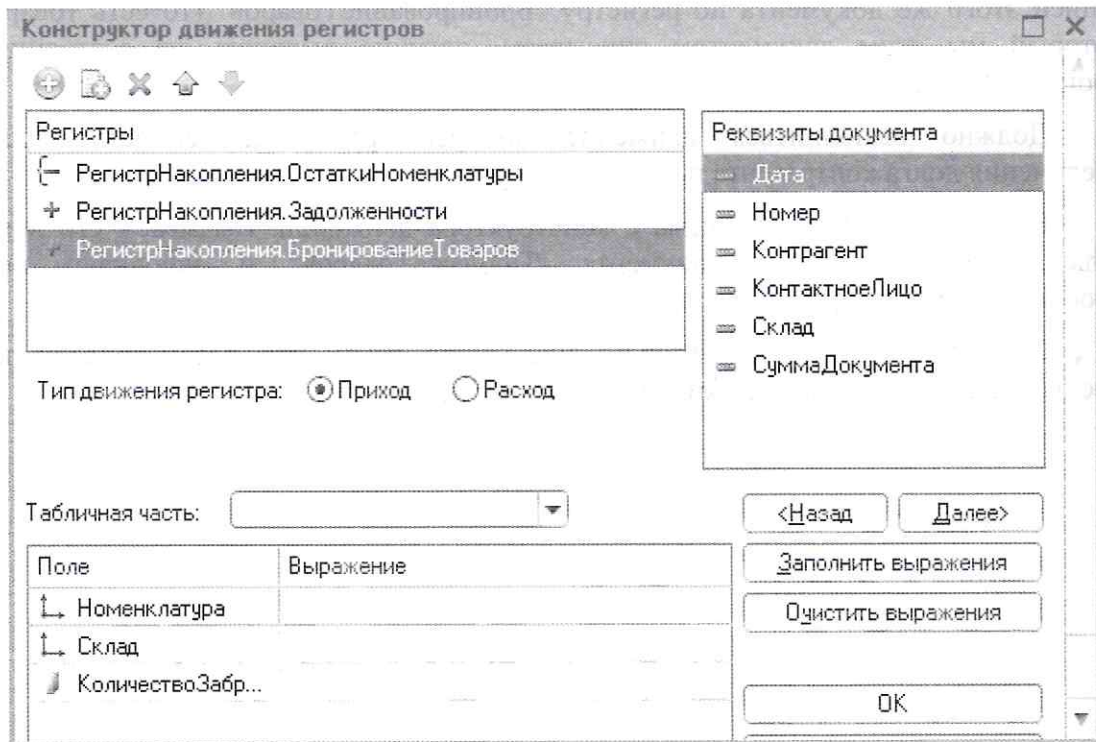 Конструктор движения регистров
Регистры
РегистрНакопления.ОстаткиНоменклатуры
РегистрНакопления.Задолженности
РегистрНакопления.БронированиеТоваров
Реквизиты документа
Дата
Номер
Контрагент
КонтактноеЛицо
Склад
СуммаДокумента
Тип движения регистра: Приход Расход
Табличная часть:
<Назад Далее>
Заполнить выражения
Очистить выражения
OK
Поле Выражение
Номенклатура
Склад
КоличествоЗабр...